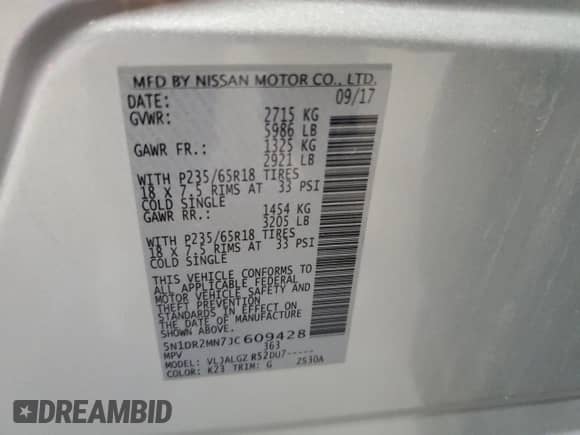 MFD BY NISSAN MOTOR CO., LTD.
DATE: 09/17
GVWR: 2715 KG
5986 LB
GAWR FR.: 1325 KG
2921 LB
WITH P235/65R18 TIRES
18 X 7.5 RIMS AT 33 PSI
COLD SINGLE
GAWR RR.: 1454 KG
3205 LB
WITH P235/65R18 TIRES
18 X 7.5 RIMS AT 33 PSI
COLD SINGLE
THIS VEHICLE CONFORMS TO
ALL APPLICABLE FEDERAL
MOTOR VEHICLE SAFETY AND
THEFT PREVENTION
STANDARDS IN EFFECT ON
THE DATE OF MANUFACTURE
SHOWN ABOVE.
5N1DR2MN7JC609428
MPV 363
MODEL: VLJALGZ R52DU7-----
COLOR: K23 TRIM: G 2530A
DREAMBID